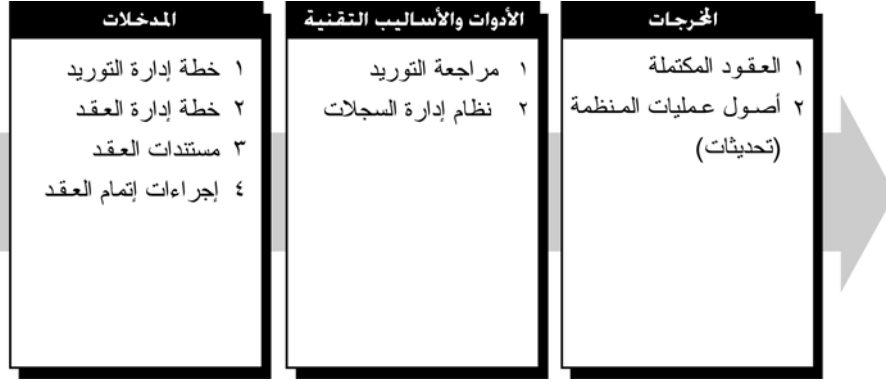 المدخلات
١ خطة إدارة التوريد
٢ خطة إدارة العقد
٣ مستندات العقد
٤ إجراءات إتمام العقد
الأدوات والأساليب التقنية
١ مراجعة التوريد
٢ نظام إدارة السجلات
المخرجات
١ العقود المكتملة
٢ أصول عمليات المنظمة
(تحديثات)